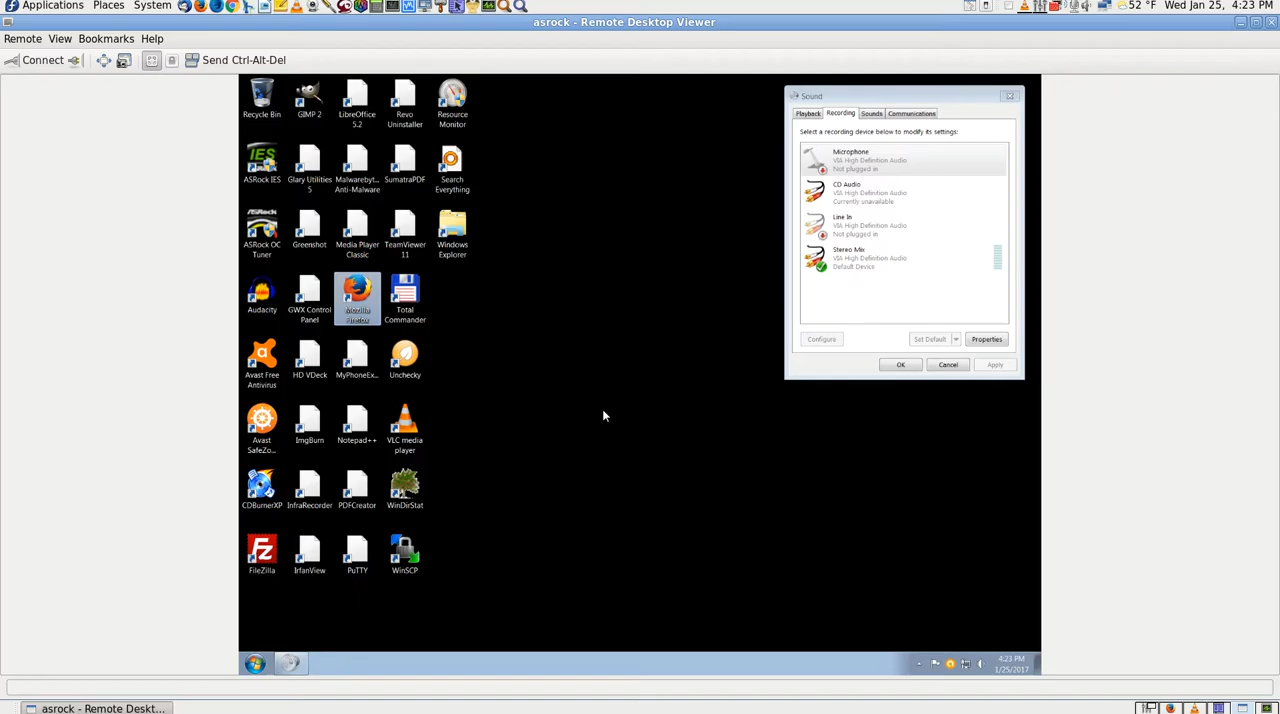 Applications Places System 52 °F Wed Jan 25, 4:23 PM
asrock - Remote Desktop Viewer
Remote View Bookmarks Help
Connect Send Ctrl-Alt-Del
Recycle Bin
GIMP 2
LibreOffice
5.2
Revo
Uninstaller
Resource
Monitor
ASRock IES
Glary Utilities
5
Malwarebyt...
Anti-Malware
SumatraPDF
Search
Everything
ASRock OC
Tuner
Greenshot
Media Player
Classic
TeamViewer
11
Windows
Explorer
Audacity
GWX Control
Panel
Mozilla
Firefox
Total
Commander
Avast Free
Antivirus
HD VDeck
MyPhoneEx...
Unchecky
Avast
SafeZo...
ImgBurn
Notepad++
VLC media
player
CDBurnerXP
InfraRecorder
PDFCreator
WinDirStat
FileZilla
IrfanView
PuTTY
WinSCP
Sound
Playback Recording Sounds Communications
Select a recording device below to modify its settings:
Microphone
VIA High Definition Audio
Not plugged in
CD Audio
VIA High Definition Audio
Currently unavailable
Line In
VIA High Definition Audio
Not plugged in
Stereo Mix
VIA High Definition Audio
Default Device
Configure Set Default Properties
OK Cancel Apply
4:23 PM
1/25/2017
asrock - Remote Deskt...